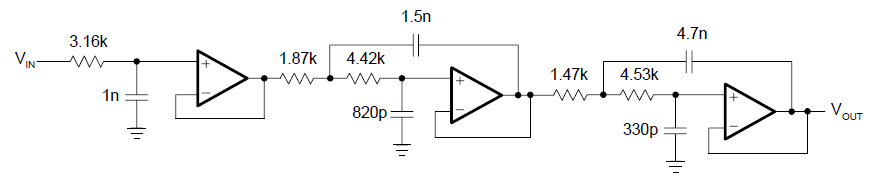 1.5n
4.7n
3.16k
V_IN
1.87k
4.42k
1.47k
4.53k
1n
820p
330p
V_OUT
+
−
+
−
+
−